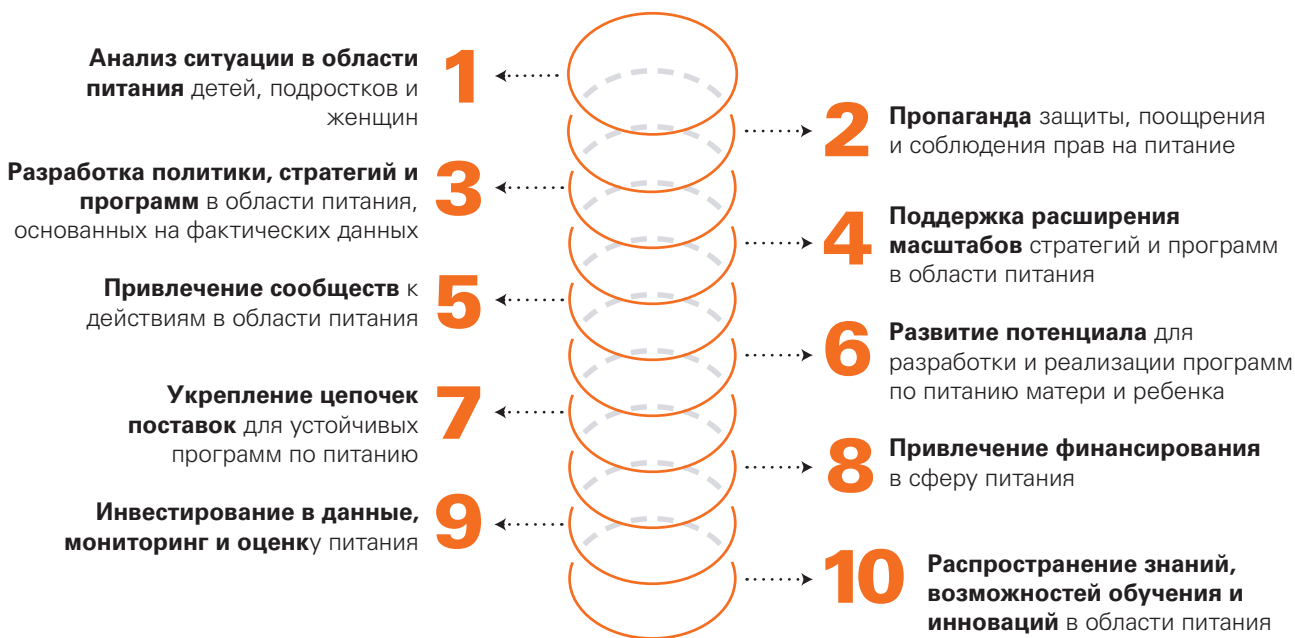 1
Анализ ситуации в области
питания детей, подростков и
женщин
2
Пропаганда защиты, поощрения
и соблюдения прав на питание
3
Разработка политики, стратегий и
программ в области питания,
основанных на фактических данных
4
Поддержка расширения
масштабов стратегий и программ
в области питания
5
Привлечение сообществ к
действиям в области питания
6
Развитие потенциала для
разработки и реализации программ
по питанию матери и ребенка
7
Укрепление цепочек
поставок для устойчивых
программ по питанию
8
Привлечение финансирования
в сферу питания
9
Инвестирование в данные,
мониторинг и оценку питания
10
Распространение знаний,
возможностей обучения и
инноваций в области питания